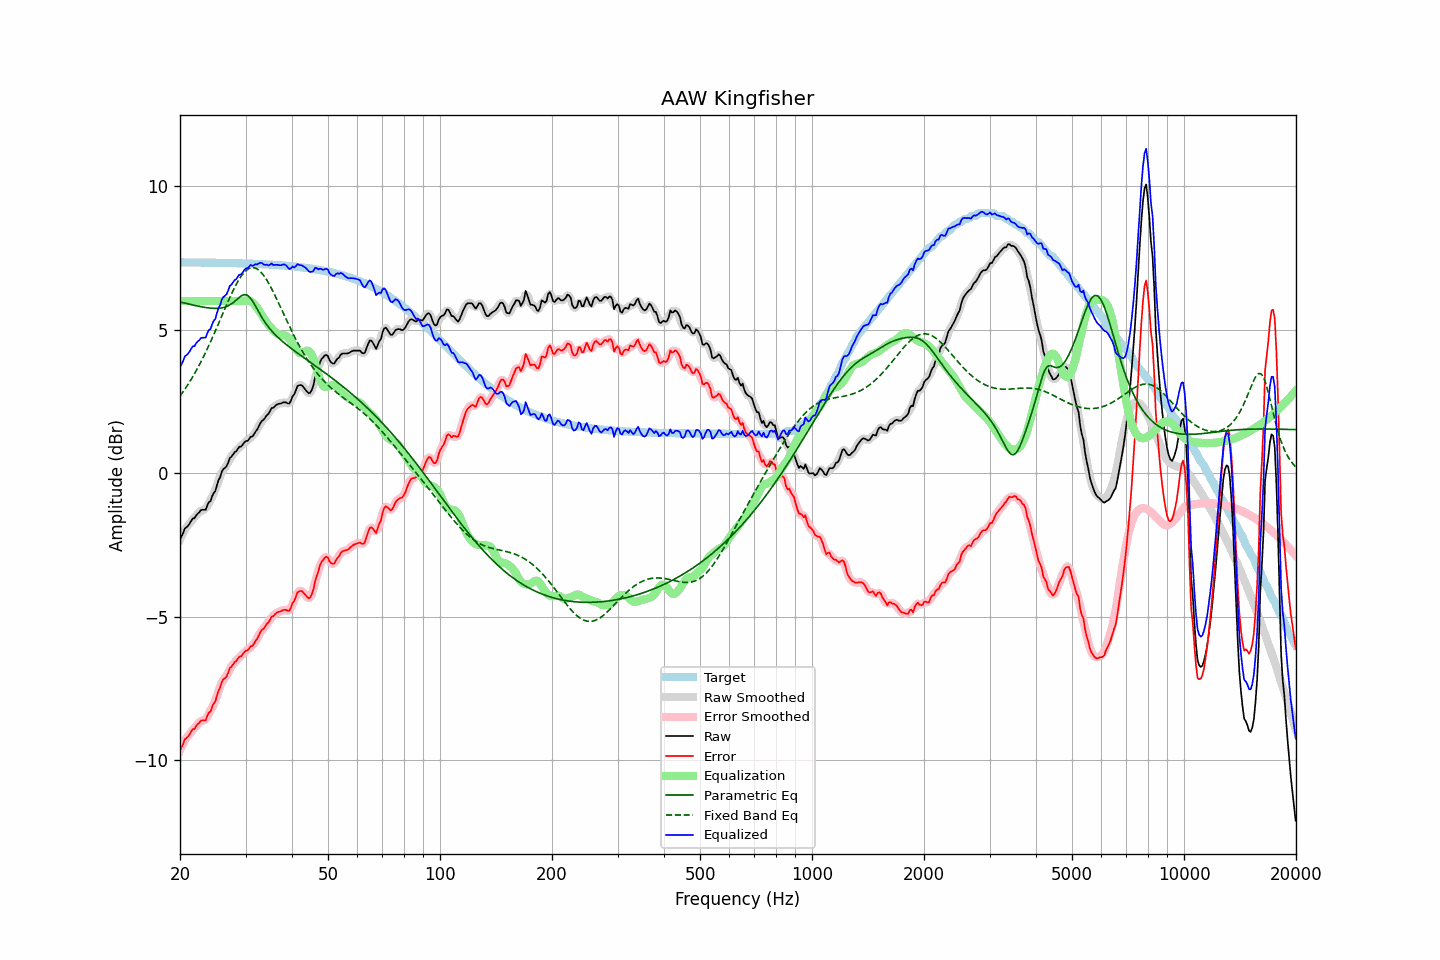 AAW Kingfisher
Amplitude (dBr)
10
5
0
−5
−10
Target
Raw Smoothed
Error Smoothed
Raw
Error
Equalization
Parametric Eq
Fixed Band Eq
Equalized
20 50 100 200 500 1000 2000 5000 10000 20000
Frequency (Hz)